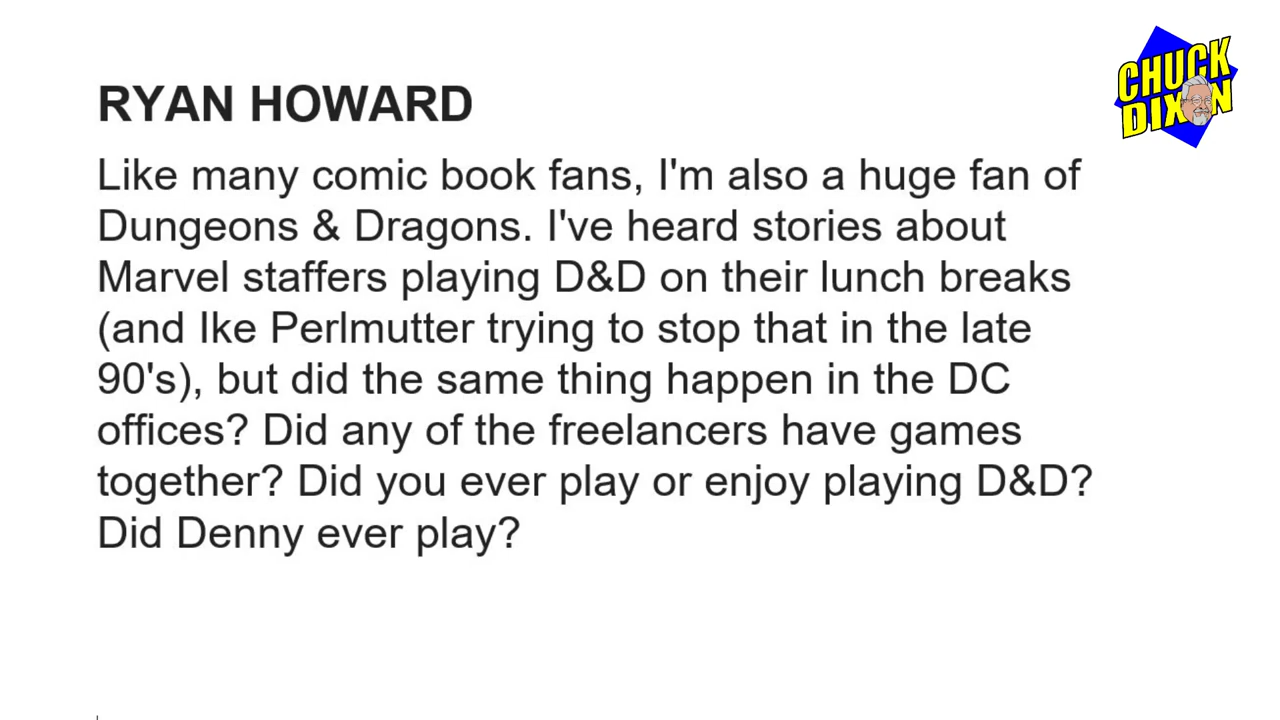 CHUCK
DIXON
RYAN HOWARD
Like many comic book fans, I'm also a huge fan of
Dungeons & Dragons. I've heard stories about
Marvel staffers playing D&D on their lunch breaks
(and Ike Perlmutter trying to stop that in the late
90's), but did the same thing happen in the DC
offices? Did any of the freelancers have games
together? Did you ever play or enjoy playing D&D?
Did Denny ever play?